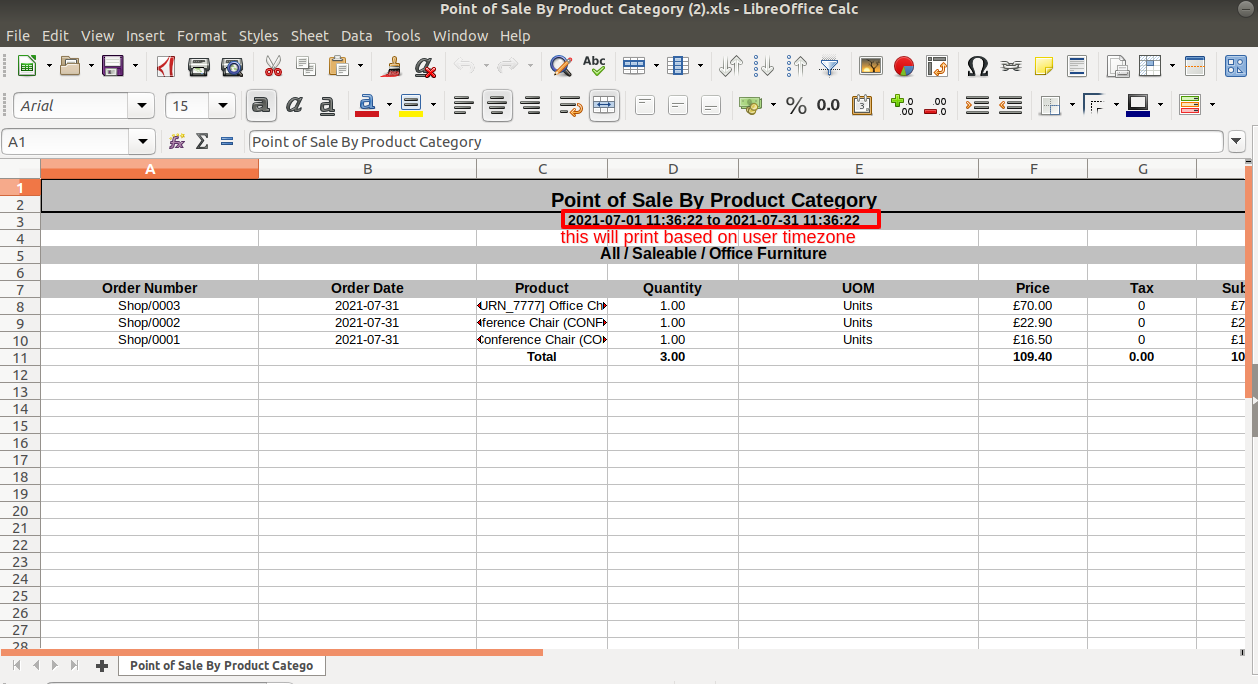 Point of Sale By Product Category (2).xls - LibreOffice Calc
File Edit View Insert Format Styles Sheet Data Tools Window Help
Abc
Arial 15 a a a a % 0.0 .00 .00
A1 Point of Sale By Product Category
A B C D E F G
1
2 Point of Sale By Product Category
3 2021-07-01 11:36:22 to 2021-07-31 11:36:22
4 this will print based on user timezone
5 All / Saleable / Office Furniture
6
7 Order Number Order Date Product Quantity UOM Price Tax Sub
8 Shop/0003 2021-07-31 URN_7777] Office Ch 1.00 Units £70.00 0 £7
9 Shop/0002 2021-07-31 ference Chair (CONF 1.00 Units £22.90 0 £2
10 Shop/0001 2021-07-31 Conference Chair (CO 1.00 Units £16.50 0 £1
11 Total 3.00 109.40 0.00 10
12
13
14
15
16
17
18
19
20
21
22
23
24
25
26
27
28
Point of Sale By Product Catego